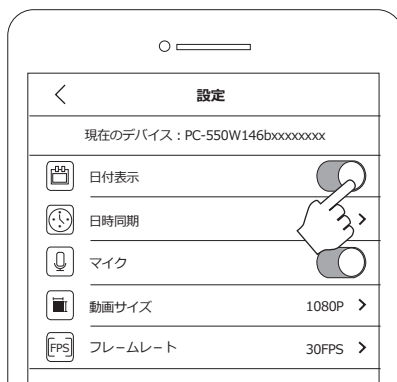 設定
現在のデバイス：PC-550W146bxxxxxxxx
日付表示
日時同期
マイク
動画サイズ 1080P
FPS フレームレート 30FPS